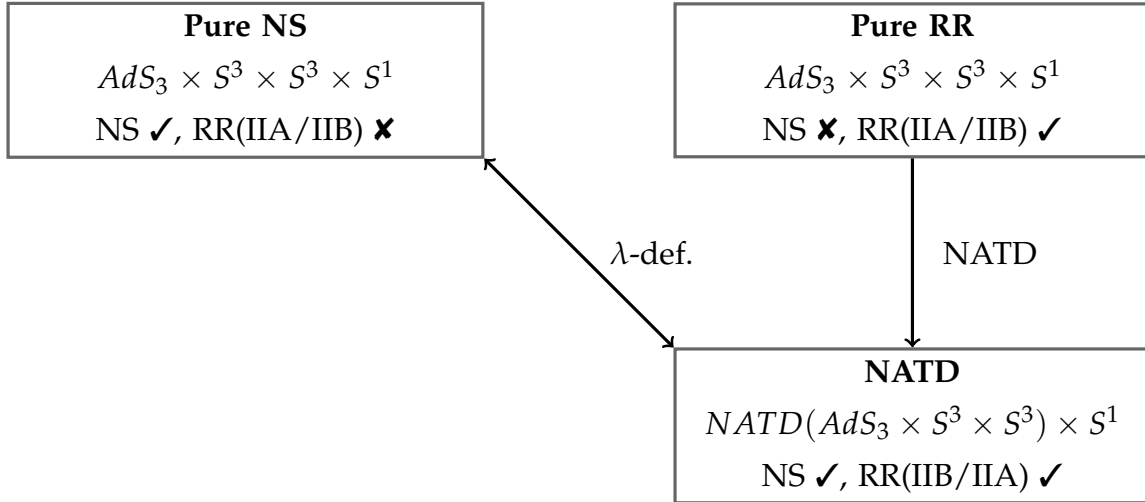 Pure NS
AdS₃ × S³ × S³ × S¹
NS ✓, RR(IIA/IIB) ✘
Pure RR
AdS₃ × S³ × S³ × S¹
NS ✘, RR(IIA/IIB) ✓
λ-def.
NATD
NATD
NATD(AdS₃ × S³ × S³) × S¹
NS ✓, RR(IIB/IIA) ✓